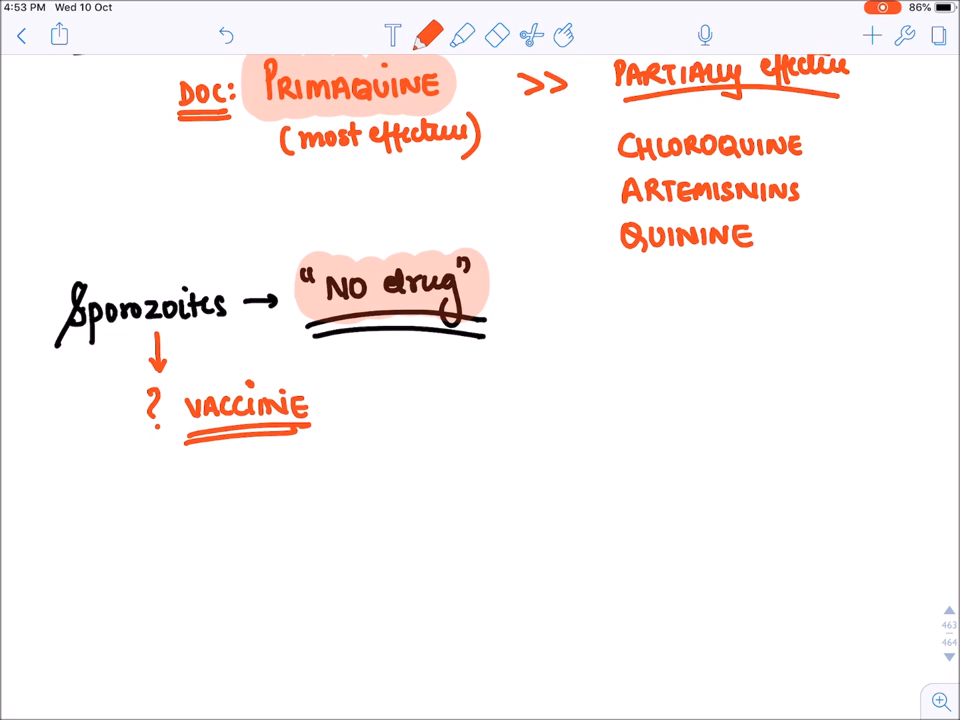 4:53 PM Wed 10 Oct
86%
T
DOC: PRIMAQUINE >> PARTIALLY effective
(most effective)
CHLOROQUINE
ARTEMISNINS
QUININE
Sporozoites → "NO drug"
↓
? VACCINE
463
464